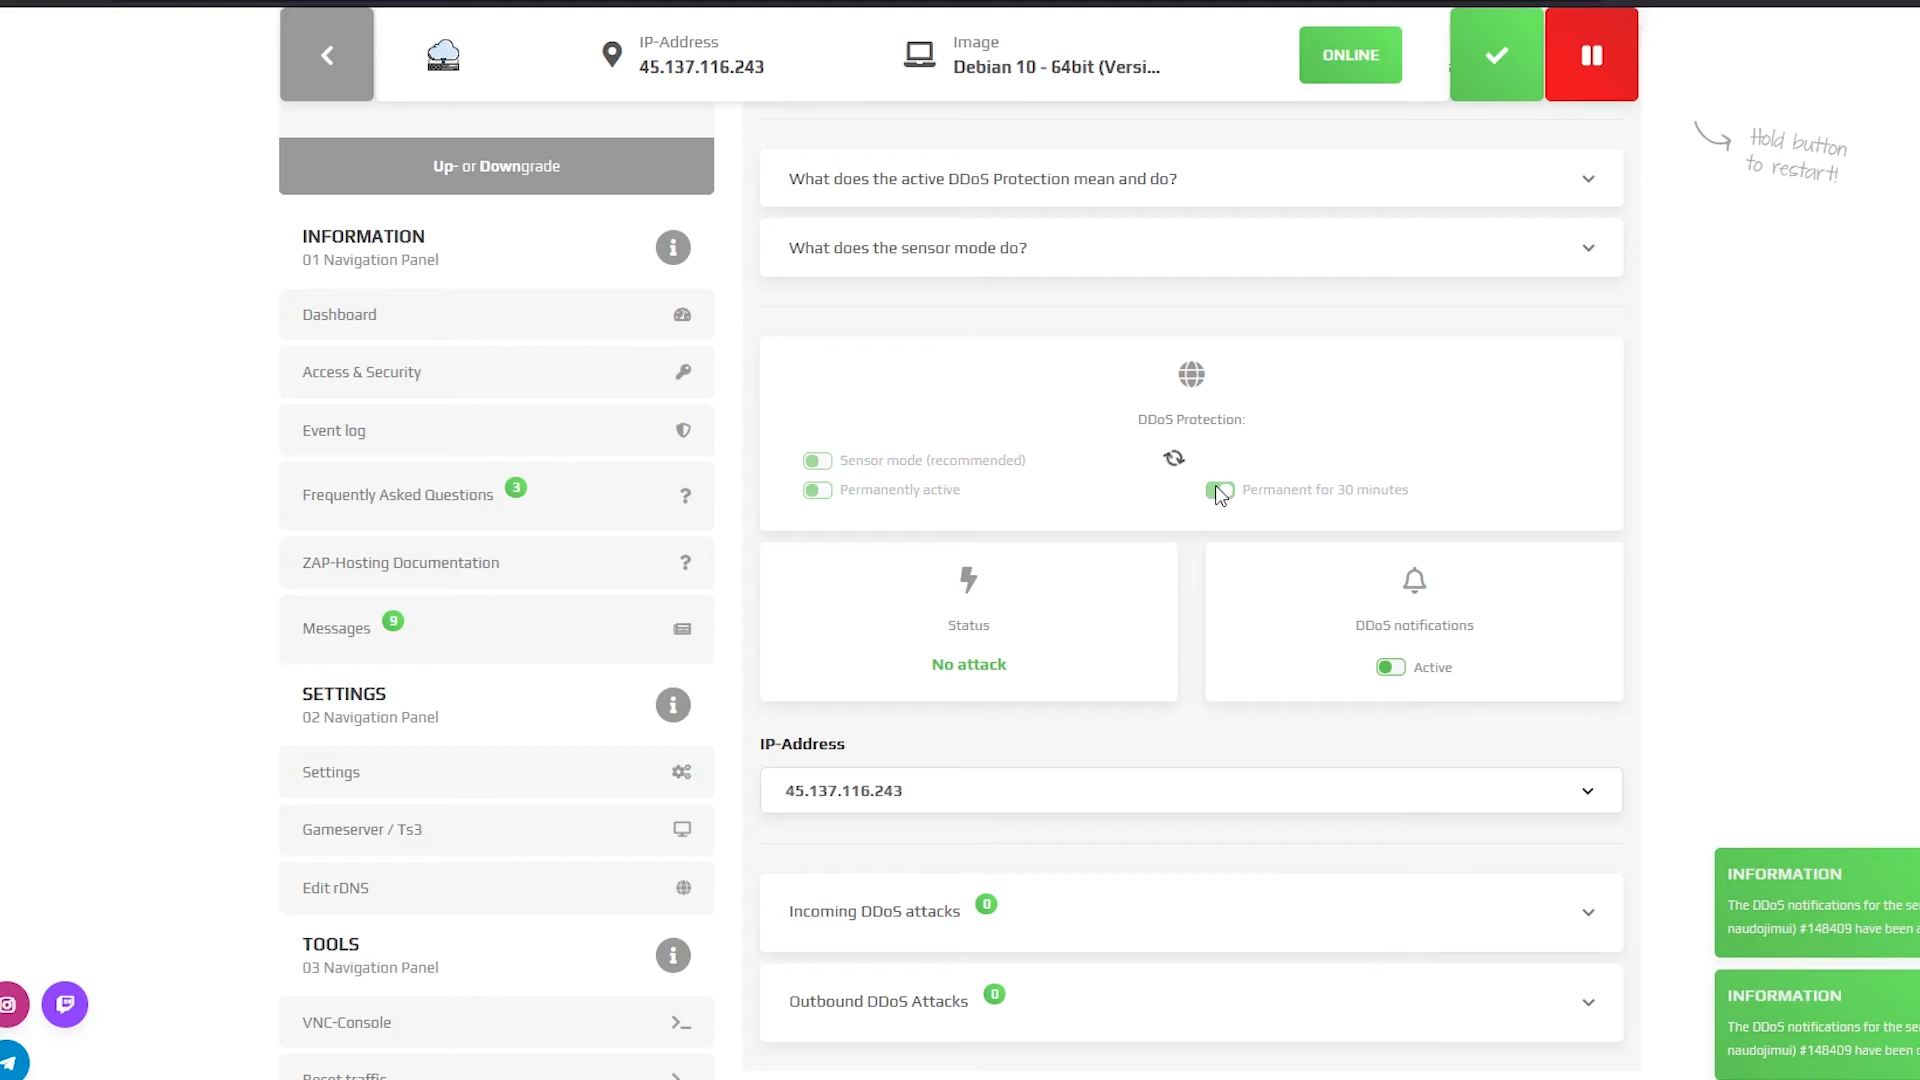 IP-Address
45.137.116.243
Image
Debian 10 - 64bit (Versi...
ONLINE
Hold button
to restart!
Up- or Downgrade
INFORMATION
01 Navigation Panel
Dashboard
Access & Security
Event log
Frequently Asked Questions 3
ZAP-Hosting Documentation
Messages 9
SETTINGS
02 Navigation Panel
Settings
Gameserver / Ts3
Edit rDNS
TOOLS
03 Navigation Panel
VNC-Console
Reset traffic
What does the active DDoS Protection mean and do?
What does the sensor mode do?
DDoS Protection:
Sensor mode (recommended)
Permanently active
Permanent for 30 minutes
Status
No attack
DDoS notifications
Active
IP-Address
45.137.116.243
Incoming DDoS attacks 0
Outbound DDoS Attacks 0
INFORMATION
The DDoS notifications for the se
naudojimui) #148409 have been
INFORMATION
The DDoS notifications for the se
naudojimui) #148409 have been